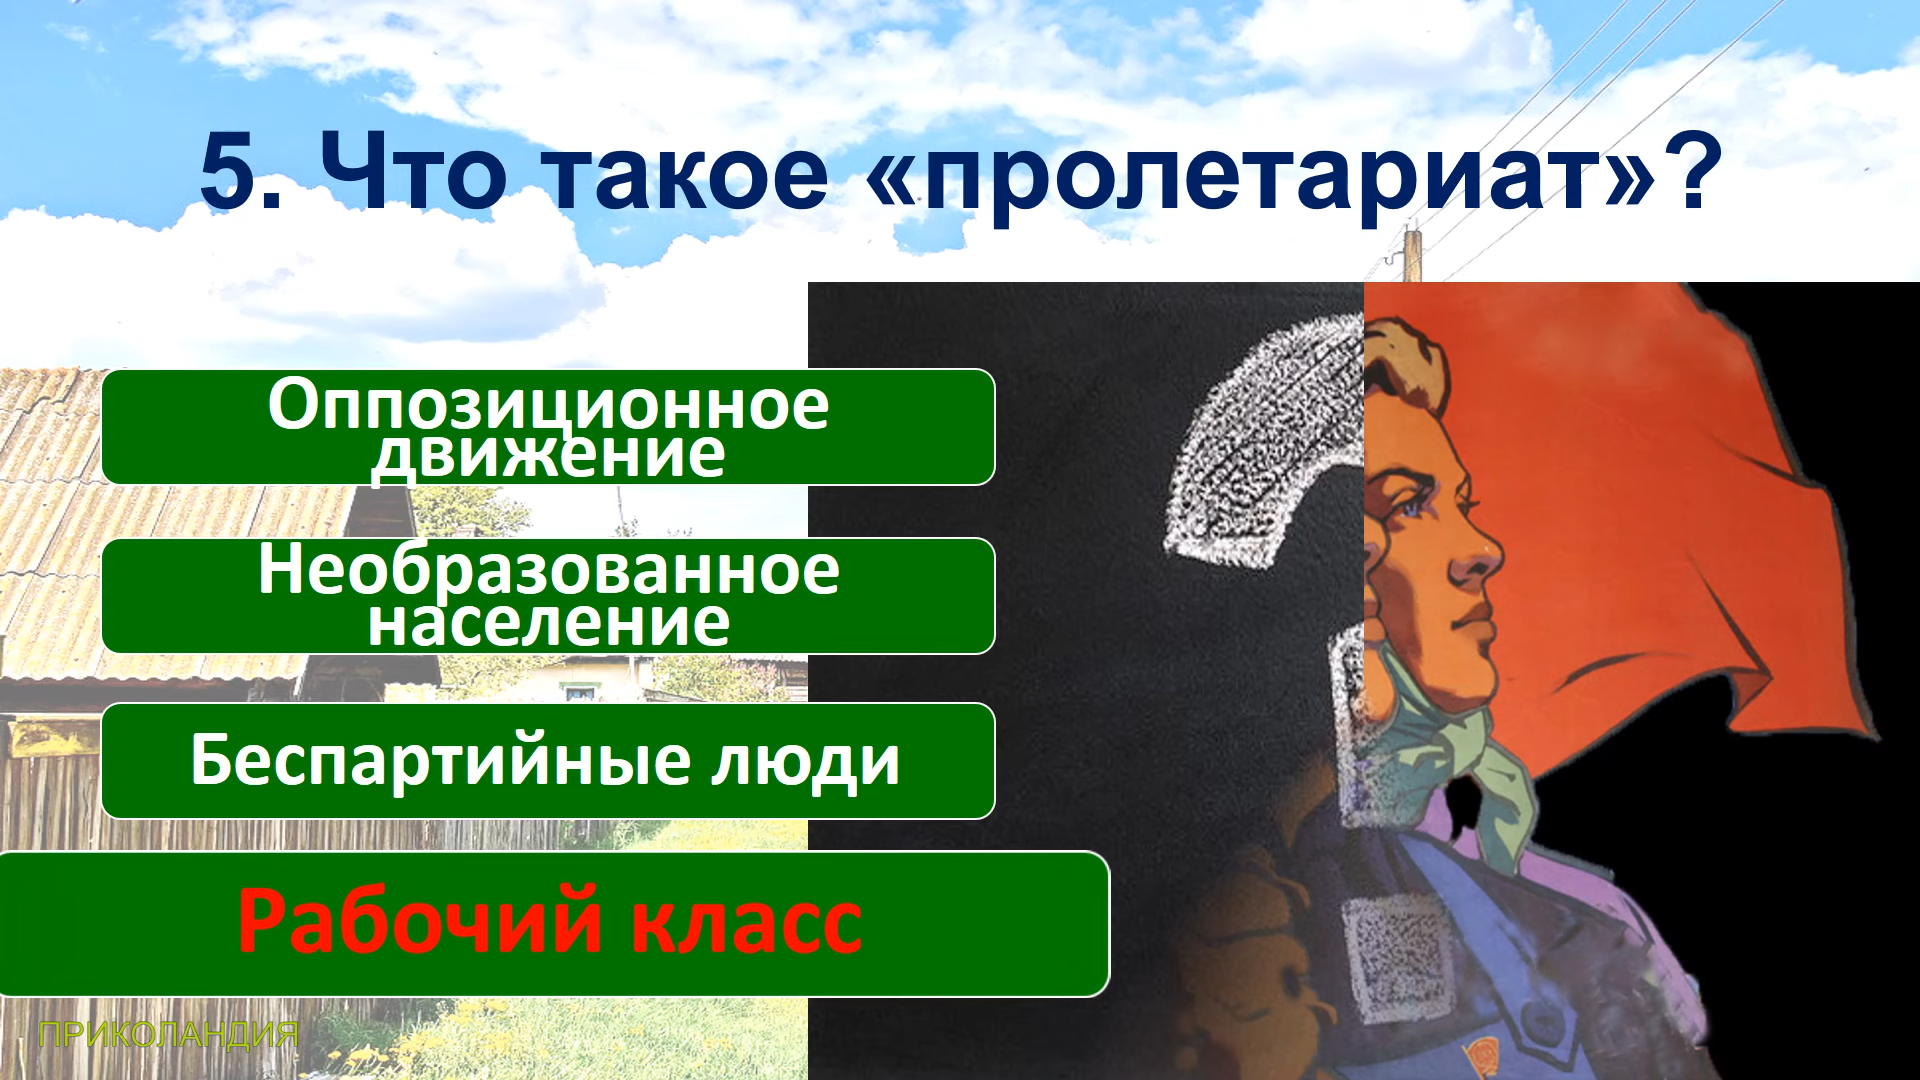 5. Что такое «пролетариат»?
Оппозиционное
движение
Необразованное
население
Беспартийные люди
Рабочий класс
ПРИКОЛАНДИЯ